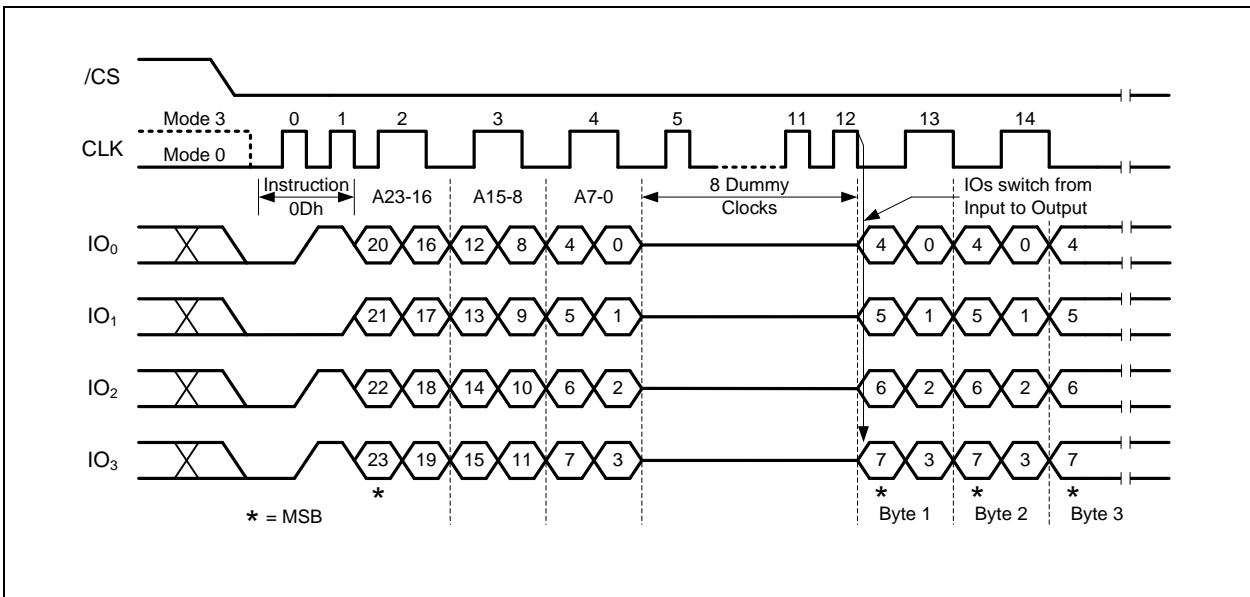 /CS
Mode 3 0 1 2 3 4 5 11 12 13 14
CLK
Mode 0
Instruction
0Dh
A23-16 A15-8 A7-0
8 Dummy
Clocks
IOs switch from
Input to Output
IO0 20 16 12 8 4 0 4 0 4 0 4
IO1 21 17 13 9 5 1 5 1 5 1 5
IO2 22 18 14 10 6 2 6 2 6 2 6
IO3 23 19 15 11 7 3 7 3 7 3 7
* * * *
* = MSB
Byte 1 Byte 2 Byte 3